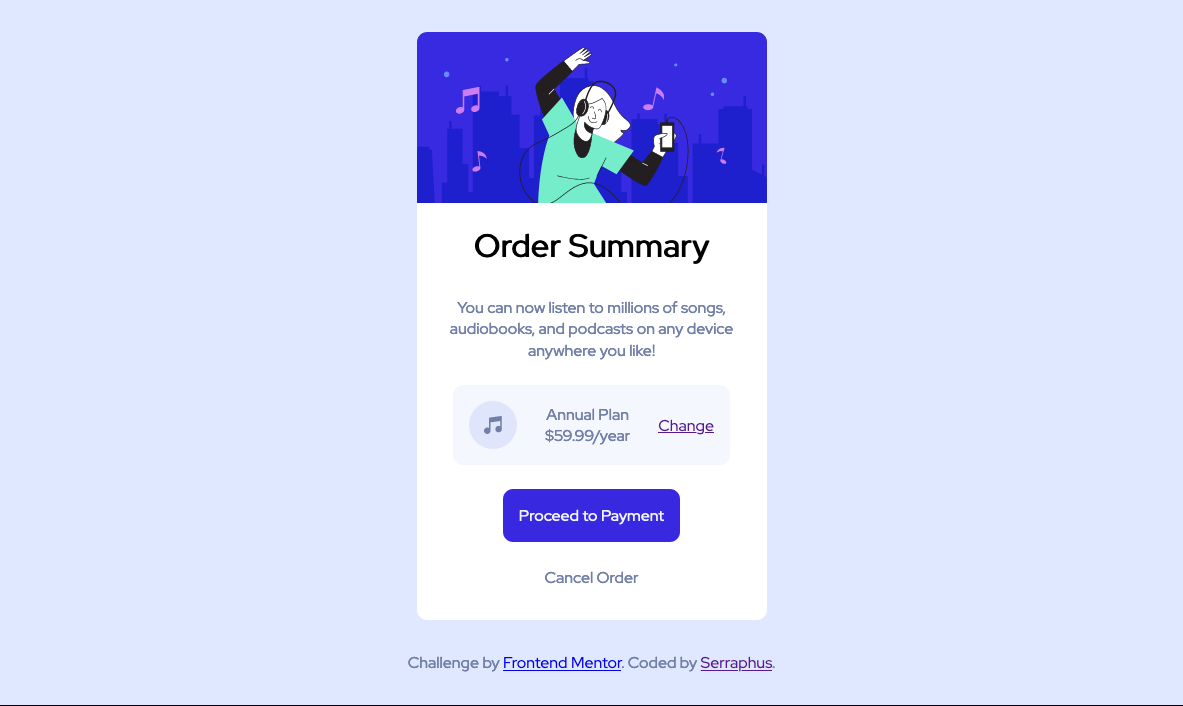 Order Summary
You can now listen to millions of songs,
audiobooks, and podcasts on any device
anywhere you like!
Annual Plan
$59.99/year
Change
Proceed to Payment
Cancel Order
Challenge by Frontend Mentor. Coded by Serraphus.